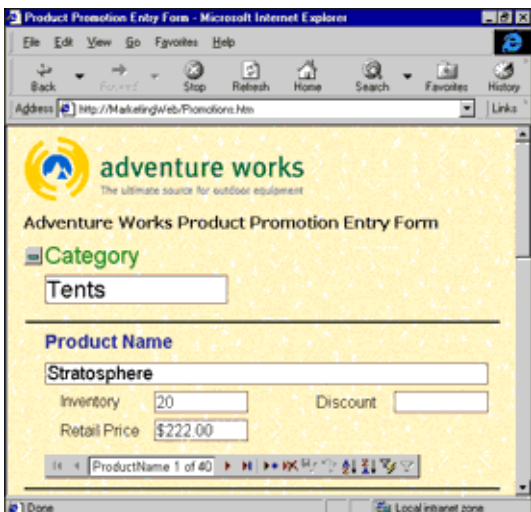 Product Promotion Entry Form - Microsoft Internet Explorer
File Edit View Go Favorites Help
Back Forward Stop Refresh Home Search Favorites History
Address http://MarketingWeb/Promotions.htm Links
adventure works
The ultimate source for outdoor equipment
Adventure Works Product Promotion Entry Form
Category
Tents
Product Name
Stratosphere
Inventory 20 Discount
Retail Price $222.00
ProductName 1 of 40
Done Local intranet zone